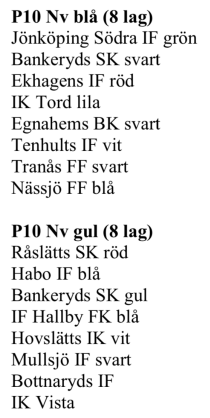 P10 Nv blå (8 lag)
Jönköping Södra IF grön
Bankeryds SK svart
Ekhagens IF röd
IK Tord lila
Egnahems BK svart
Tenhults IF vit
Tranås FF svart
Nässjö FF blå
P10 Nv gul (8 lag)
Råslätts SK röd
Habo IF blå
Bankeryds SK gul
IF Hallby FK blå
Hovslätts IK vit
Mullsjö IF svart
Bottnaryds IF
IK Vista